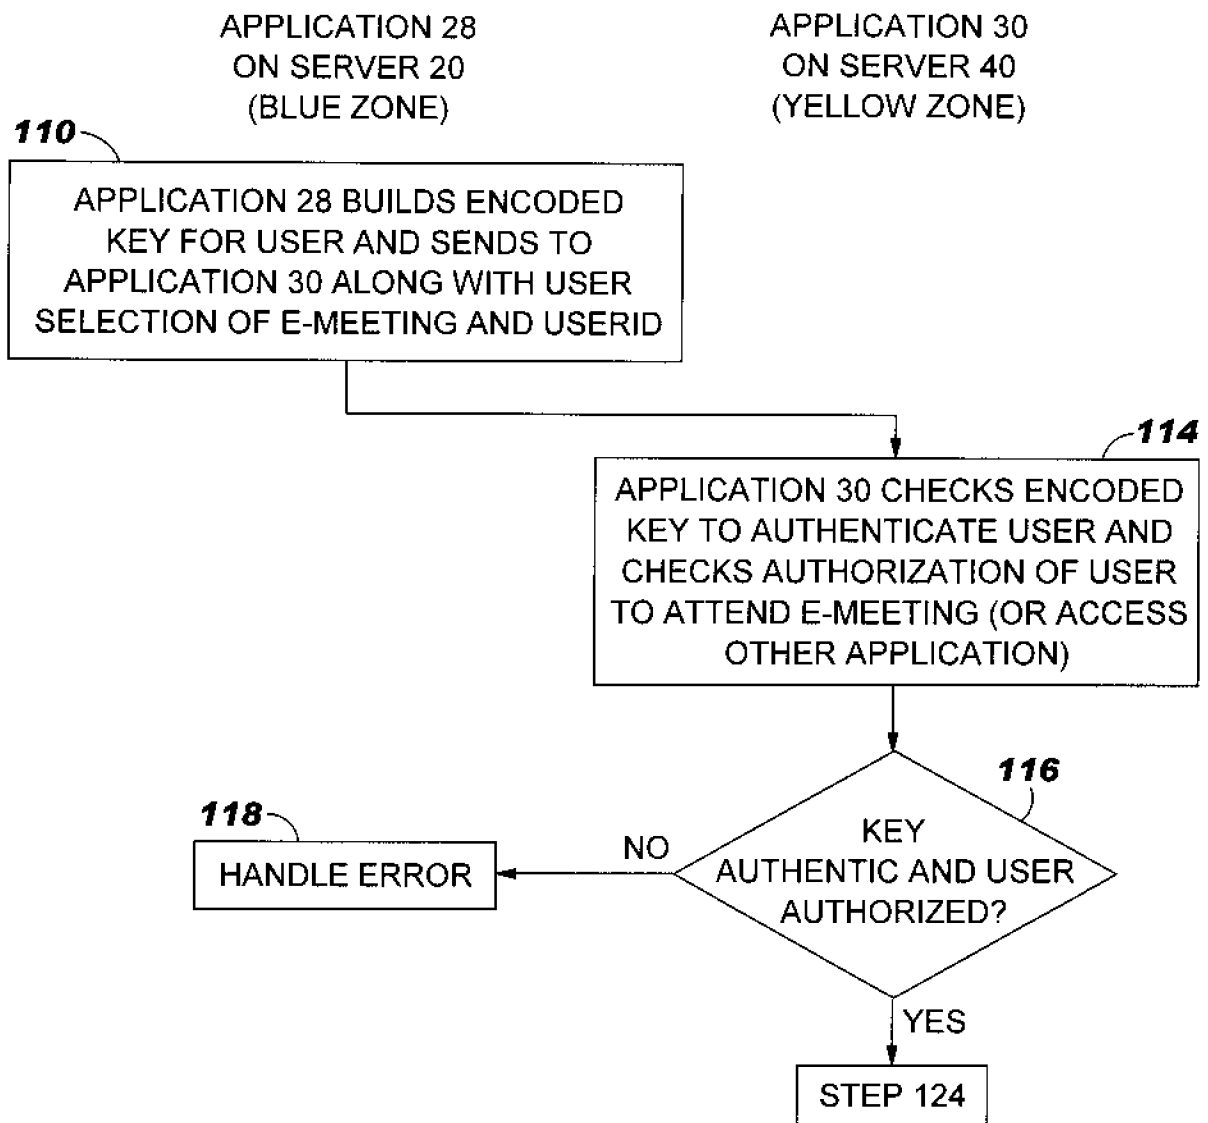 APPLICATION 28
ON SERVER 20
(BLUE ZONE)
APPLICATION 30
ON SERVER 40
(YELLOW ZONE)
110
APPLICATION 28 BUILDS ENCODED
KEY FOR USER AND SENDS TO
APPLICATION 30 ALONG WITH USER
SELECTION OF E-MEETING AND USERID
114
APPLICATION 30 CHECKS ENCODED
KEY TO AUTHENTICATE USER AND
CHECKS AUTHORIZATION OF USER
TO ATTEND E-MEETING (OR ACCESS
OTHER APPLICATION)
116
KEY
AUTHENTIC AND USER
AUTHORIZED?
NO
118
HANDLE ERROR
YES
STEP 124